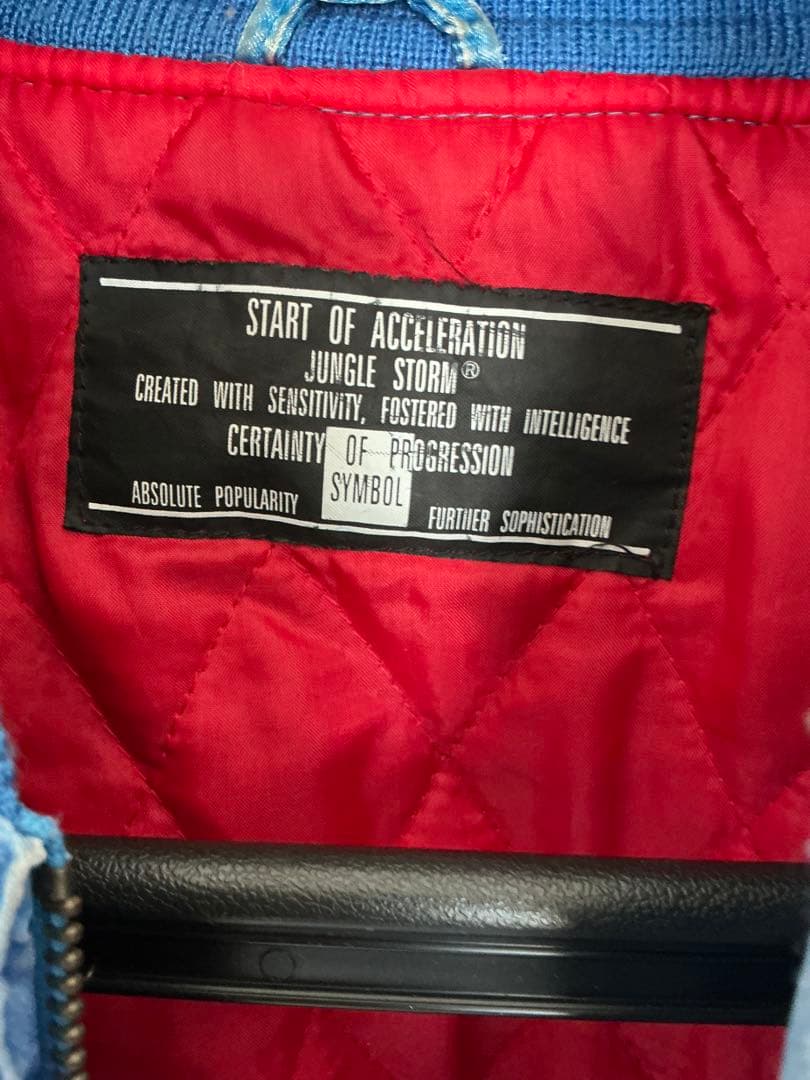 START OF ACCELERATION
JUNGLE STORM®
CREATED WITH SENSITIVITY, FOSTERED WITH INTELLIGENCE
CERTAINTY OF PROGRESSION
SYMBOL
ABSOLUTE POPULARITY
FURTHER SOPHISTICATION